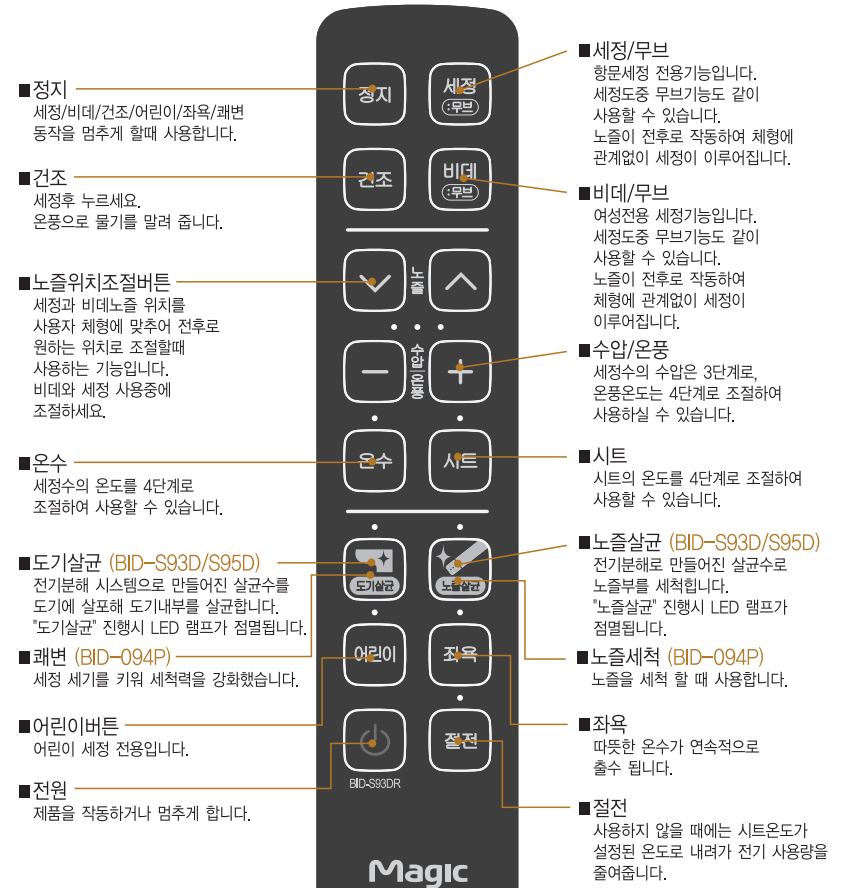 ■정지
세정/비데/건조/어린이/좌욕/쾌변
동작을 멈추게 할때 사용합니다.
■건조
세정후 누르세요.
온풍으로 물기를 말려 줍니다.
■노즐위치조절버튼
세정과 비데노즐 위치를
사용자 체형에 맞추어 전후로
원하는 위치로 조절할때
사용하는 기능입니다.
비데와 세정 사용중에
조절하세요.
■온수
세정수의 온도를 4단계로
조절하여 사용할 수 있습니다.
■도기살균 (BID-S93D/S95D)
전기분해 시스템으로 만들어진 살균수를
도기에 살포해 도기내부를 살균합니다.
"도기살균" 진행시 LED 램프가 점멸됩니다.
■쾌변 (BID-094P)
세정 세기를 키워 세척력을 강화했습니다.
■어린이버튼
어린이 세정 전용입니다.
■전원
제품을 작동하거나 멈추게 합니다.
정지
세정
:무브
건조
비데
:무브
노즐
수압
온풍
온수
시트
도기살균
노즐살균
어린이
좌욕
절전
BID-S93DR
Magic
■세정/무브
항문세정 전용기능입니다.
세정도중 무브기능도 같이
사용할 수 있습니다.
노즐이 전후로 작동하여 체형에
관계없이 세정이 이루어집니다.
■비데/무브
여성전용 세정기능입니다.
세정도중 무브기능도 같이
사용할 수 있습니다.
노즐이 전후로 작동하여
체형에 관계없이 세정이
이루어집니다.
■수압/온풍
세정수의 수압은 3단계로,
온풍온도는 4단계로 조절하여
사용하실 수 있습니다.
■시트
시트의 온도를 4단계로 조절하여
사용할 수 있습니다.
■노즐살균 (BID-S93D/S95D)
전기분해로 만들어진 살균수로
노즐부를 세척힙니다.
"노즐살균" 진행시 LED 램프가
점멸됩니다.
■노즐세척 (BID-094P)
노즐을 세척 할 때 사용합니다.
■좌욕
따뜻한 온수가 연속적으로
출수 됩니다.
■절전
사용하지 않을 때에는 시트온도가
설정된 온도로 내려가 전기 사용량을
줄여줍니다.